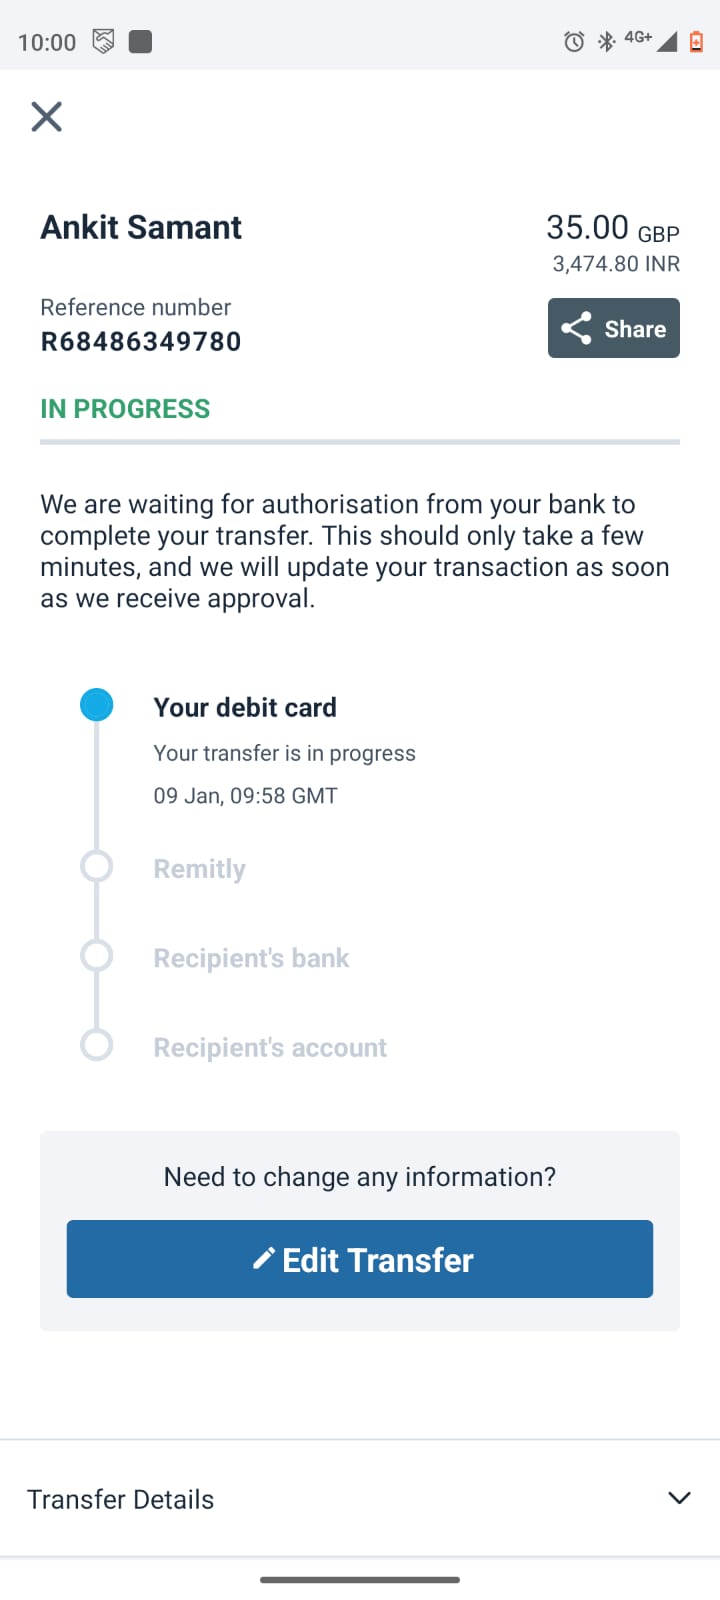 10:00
4G+
Ankit Samant
35.00 GBP
3,474.80 INR
Reference number
R68486349780
Share
IN PROGRESS
We are waiting for authorisation from your bank to
complete your transfer. This should only take a few
minutes, and we will update your transaction as soon
as we receive approval.
Your debit card
Your transfer is in progress
09 Jan, 09:58 GMT
Remitly
Recipient's bank
Recipient's account
Need to change any information?
Edit Transfer
Transfer Details